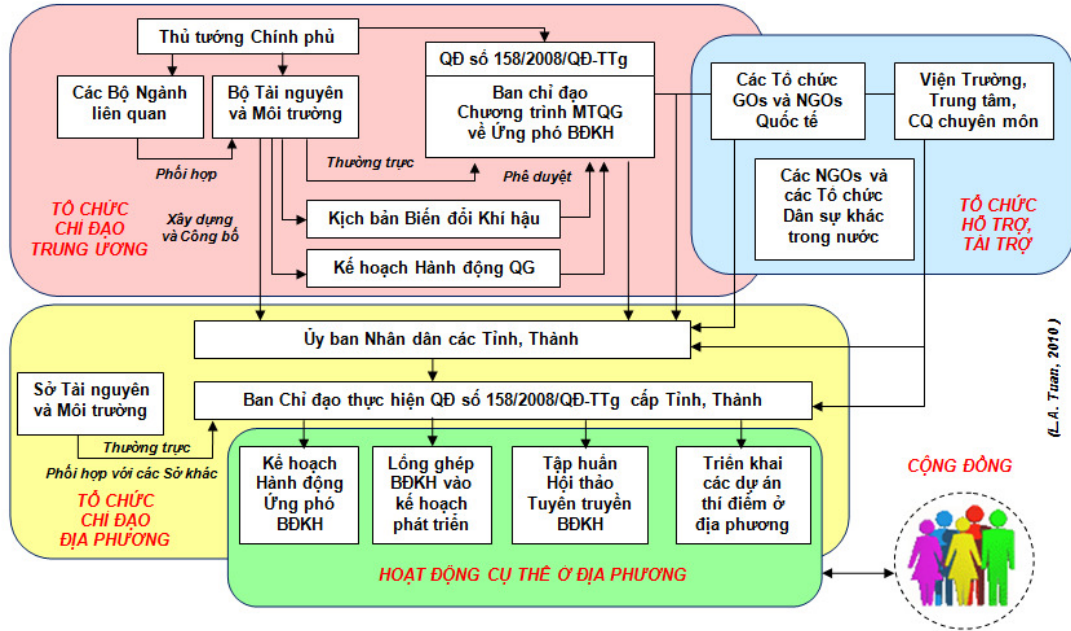 Thủ tướng Chính phủ
QĐ số 158/2008/QĐ-TTg
Ban chỉ đạo
Chương trình MTQG
về Ứng phó BĐKH
Các Bộ Ngành
liên quan
Bộ Tài nguyên
và Môi trường
Phối hợp
Thường trực
Phê duyệt
Xây dựng
và Công bố
Kịch bản Biến đổi Khí hậu
Kế hoạch Hành động QG
TỔ CHỨC
CHỈ ĐẠO
TRUNG ƯƠNG
Các Tổ chức
GOs và NGOs
Quốc tế
Viện Trường,
Trung tâm,
CQ chuyên môn
Các NGOs và
các Tổ chức
Dân sự khác
trong nước
TỔ CHỨC
HỖ TRỢ,
TÀI TRỢ
Ủy ban Nhân dân các Tỉnh, Thành
Sở Tài nguyên
và Môi trường
Ban Chỉ đạo thực hiện QĐ số 158/2008/QĐ-TTg cấp Tỉnh, Thành
Thường trực
Phối hợp với các Sở khác
TỔ CHỨC
CHỈ ĐẠO
ĐỊA PHƯƠNG
Kế hoạch
Hành động
Ứng phó
BĐKH
Lồng ghép
BĐKH vào
kế hoạch
phát triển
Tập huấn
Hội thảo
Tuyên truyền
BĐKH
Triển khai
các dự án
thí điểm ở
địa phương
HOẠT ĐỘNG CỤ THỂ Ở ĐỊA PHƯƠNG
CỘNG ĐỒNG
(L.A. Tuan, 2010 )